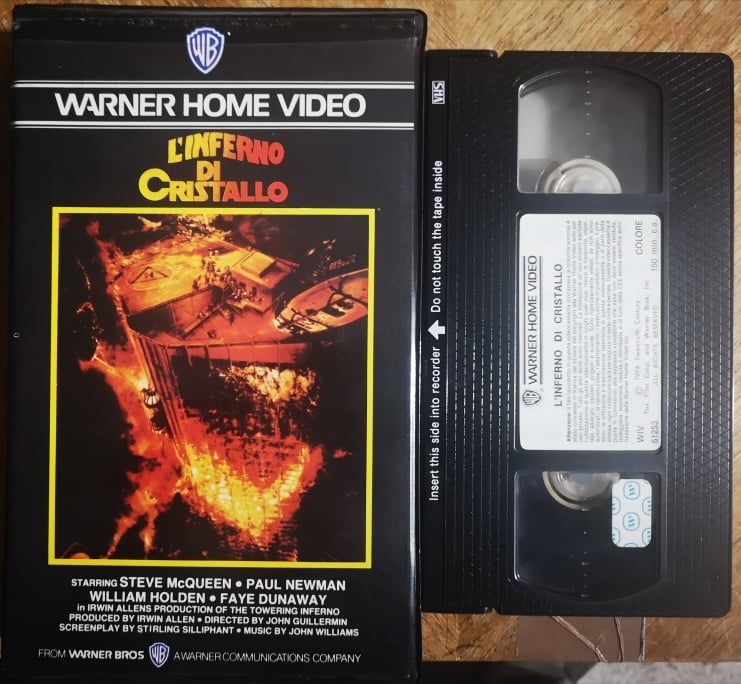 WB
WARNER HOME VIDEO
L'INFERNO
DI
CRISTALLO
STARRING STEVE McQUEEN • PAUL NEWMAN
WILLIAM HOLDEN • FAYE DUNAWAY
in IRWIN ALLENS PRODUCTION OF THE TOWERING INFERNO
PRODUCED BY IRWIN ALLEN • DIRECTED BY JOHN GUILLERMIN
SCREENPLAY BY STIRLING SILLIPHANT • MUSIC BY JOHN WILLIAMS
FROM WARNER BROS WB A WARNER COMMUNICATIONS COMPANY
VHS
Insert this side into recorder Do not touch the tape inside
WB WARNER HOME VIDEO
L'INFERNO DI CRISTALLO
COLORE
160 min. c.a.
© 1974 Twentieth Century-
Fox Film Corp. and Warner Bros. Inc.
ALL RIGHTS RESERVED
WIV
61253